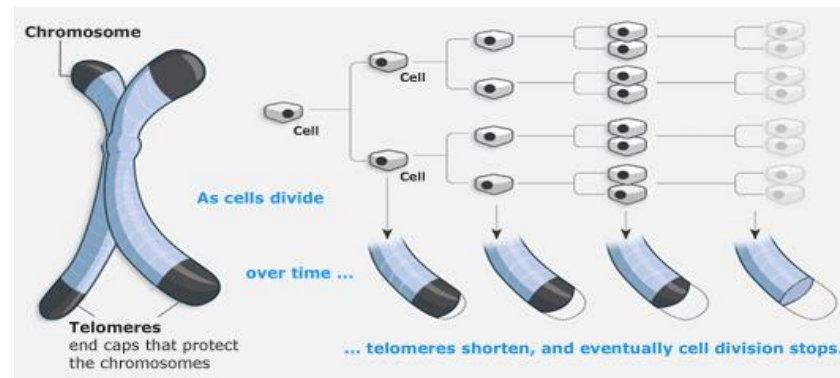 Chromosome
Cell
Cell
Cell
As cells divide
over time ...
Telomeres
end caps that protect
the chromosomes
... telomeres shorten, and eventually cell division stops.